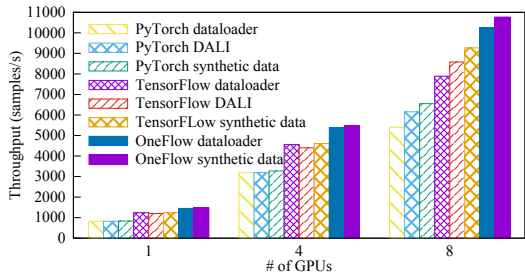 11000
10000
9000
8000
7000
6000
5000
4000
3000
2000
1000
0
Throughput (samples/s)
PyTorch dataloader
PyTorch DALI
PyTorch synthetic data
TensorFlow dataloader
TensorFlow DALI
TensorFLow synthetic data
OneFlow dataloader
OneFlow synthetic data
1
4
8
# of GPUs